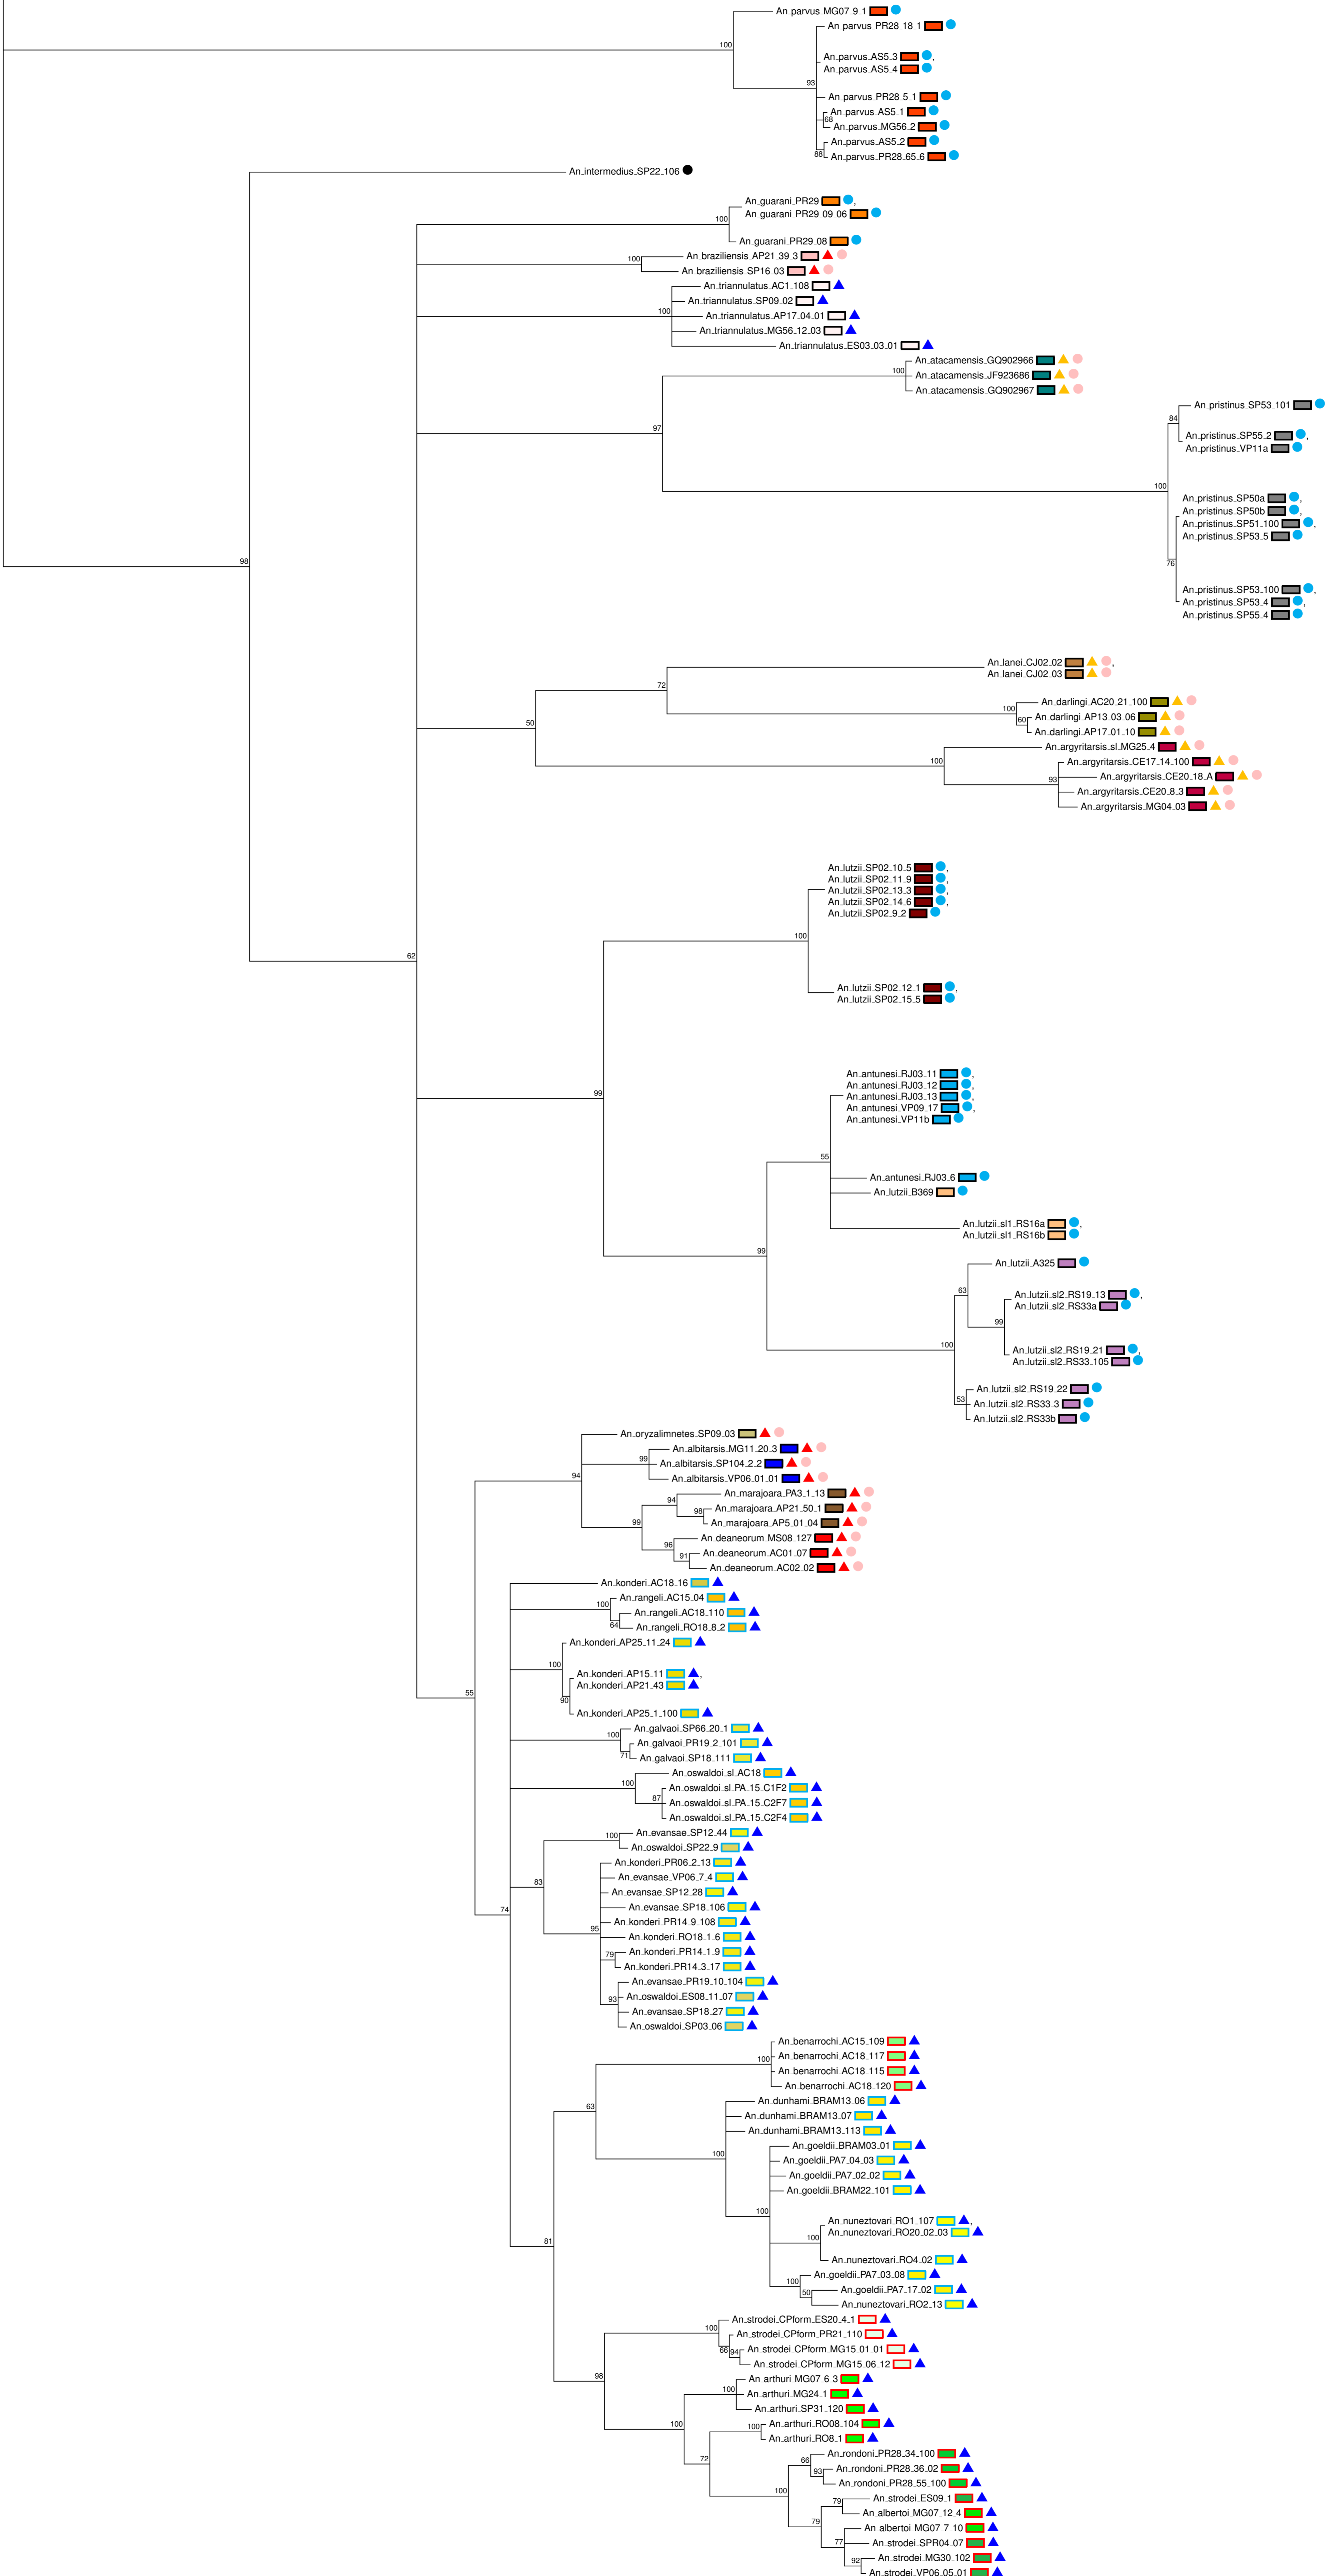 An.parvus.MG07.9.1
An.parvus.PR28.18.1
An.parvus.AS5.3 ,
An.parvus.AS5.4
An.parvus.PR28.5.1
An.parvus.AS5.1
An.parvus.MG56.2
An.parvus.AS5.2
An.parvus.PR28.65.6
100
93
68
88
An.intermedius.SP22.106
An.guarani.PR29 ,
An.guarani.PR29.09.06
An.guarani.PR29.08
100
An.braziliensis.AP21.39.3
An.braziliensis.SP16.03
100
An.triannulatus.AC1.108
An.triannulatus.SP09.02
An.triannulatus.AP17.04.01
An.triannulatus.MG56.12.03
An.triannulatus.ES03.03.01
100
An.atacamensis.GQ902966
An.atacamensis.JF923686
An.atacamensis.GQ902967
100
97
An.pristinus.SP53.101
An.pristinus.SP55.2 ,
An.pristinus.VP11a
84
An.pristinus.SP50a ,
An.pristinus.SP50b ,
An.pristinus.SP51.100 ,
An.pristinus.SP53.5
100
76
An.pristinus.SP53.100 ,
An.pristinus.SP53.4 ,
An.pristinus.SP55.4
98
An.lanei.CJ02.02 ,
An.lanei.CJ02.03
72
An.darlingi.AC20.21.100
An.darlingi.AP13.03.06
An.darlingi.AP17.01.10
100
60
50
An.argyritarsis.sl.MG25.4
An.argyritarsis.CE17.14.100
An.argyritarsis.CE20.18.A
An.argyritarsis.CE20.8.3
An.argyritarsis.MG04.03
100
93
An.lutzii.SP02.10.5 ,
An.lutzii.SP02.11.9 ,
An.lutzii.SP02.13.3 ,
An.lutzii.SP02.14.6 ,
An.lutzii.SP02.9.2
100
62
An.lutzii.SP02.12.1 ,
An.lutzii.SP02.15.5
99
An.antunesi.RJ03.11 ,
An.antunesi.RJ03.12 ,
An.antunesi.RJ03.13 ,
An.antunesi.VP09.17 ,
An.antunesi.VP11b
55
An.antunesi.RJ03.6
An.lutzii.B369
An.lutzii.sl1.RS16a ,
An.lutzii.sl1.RS16b
99
An.lutzii.A325
63
An.lutzii.sl2.RS19.13 ,
An.lutzii.sl2.RS33a
99
An.lutzii.sl2.RS19.21 ,
An.lutzii.sl2.RS33.105
100
An.lutzii.sl2.RS19.22
An.lutzii.sl2.RS33.3
An.lutzii.sl2.RS33b
53
An.oryzalimnetes.SP09.03
An.albitarsis.MG11.20.3
An.albitarsis.SP104.2.2
An.albitarsis.VP06.01.01
99
94
An.marajoara.PA3.1.13
An.marajoara.AP21.50.1
An.marajoara.AP5.01.04
94
98
99
An.deaneorum.MS08.127
An.deaneorum.AC01.07
An.deaneorum.AC02.02
96
91
An.konderi.AC18.16
An.rangeli.AC15.04
An.rangeli.AC18.110
An.rangeli.RO18.8.2
100
64
An.konderi.AP25.11.24
An.konderi.AP15.11 ,
An.konderi.AP21.43
An.konderi.AP25.1.100
100
90
55
An.galvaoi.SP66.20.1
An.galvaoi.PR19.2.101
An.galvaoi.SP18.111
100
71
An.oswaldoi.sl.AC18
An.oswaldoi.sl.PA.15.C1F2
An.oswaldoi.sl.PA.15.C2F7
An.oswaldoi.sl.PA.15.C2F4
100
87
An.evansae.SP12.44
An.oswaldoi.SP22.9
100
83
74
An.konderi.PR06.2.13
An.evansae.VP06.7.4
An.evansae.SP12.28
An.evansae.SP18.106
An.konderi.PR14.9.108
An.konderi.RO18.1.6
An.konderi.PR14.1.9
An.konderi.PR14.3.17
95
79
An.evansae.PR19.10.104
An.oswaldoi.ES08.11.07
An.evansae.SP18.27
An.oswaldoi.SP03.06
93
An.benarrochi.AC15.109
An.benarrochi.AC18.117
An.benarrochi.AC18.115
An.benarrochi.AC18.120
100
63
An.dunhami.BRAM13.06
An.dunhami.BRAM13.07
An.dunhami.BRAM13.113
100
An.goeldii.BRAM03.01
An.goeldii.PA7.04.03
An.goeldii.PA7.02.02
An.goeldii.BRAM22.101
100
An.nuneztovari.RO1.107 ,
An.nuneztovari.RO20.02.03
An.nuneztovari.RO4.02
100
An.goeldii.PA7.03.08
An.goeldii.PA7.17.02
An.nuneztovari.RO2.13
100
50
81
An.strodei.CPform.ES20.4.1
An.strodei.CPform.PR21.110
An.strodei.CPform.MG15.01.01
An.strodei.CPform.MG15.06.12
100
66
94
98
An.arthuri.MG07.6.3
An.arthuri.MG24.1
An.arthuri.SP31.120
100
100
An.arthuri.RO08.104
An.arthuri.RO8.1
100
72
An.rondoni.PR28.34.100
An.rondoni.PR28.36.02
An.rondoni.PR28.55.100
66
93
100
An.strodei.ES09.1
An.albertoi.MG07.12.4
79
79
An.albertoi.MG07.7.10
An.strodei.SPR04.07
An.strodei.MG30.102
An.strodei.VP06.05.01
77
92